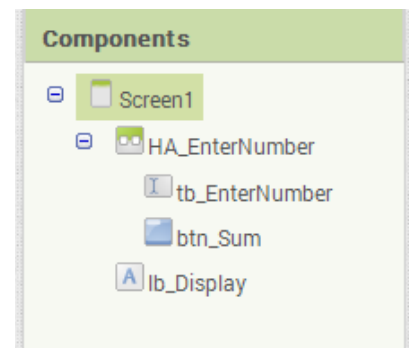 Components
Screen1
HA_EnterNumber
tb_EnterNumber
btn_Sum
A lb_Display